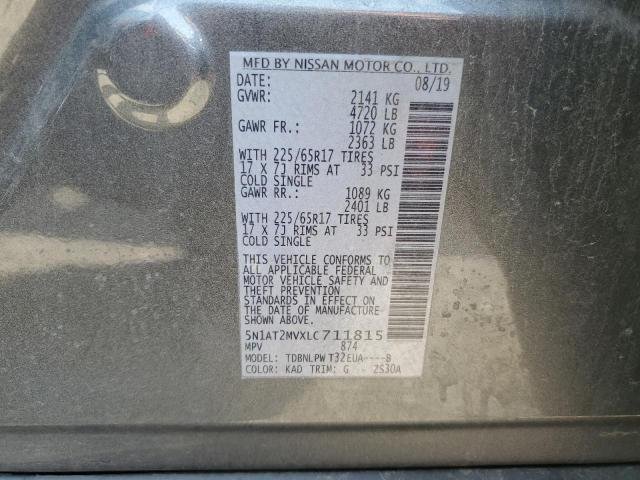 MFD BY NISSAN MOTOR CO., LTD.
DATE: 08/19
GVWR: 2141 KG
4720 LB
GAWR FR.: 1072 KG
2363 LB
WITH 225/65R17 TIRES
17 X 7J RIMS AT 33 PSI
COLD SINGLE
GAWR RR.: 1089 KG
2401 LB
WITH 225/65R17 TIRES
17 X 7J RIMS AT 33 PSI
COLD SINGLE
THIS VEHICLE CONFORMS TO
ALL APPLICABLE FEDERAL
MOTOR VEHICLE SAFETY AND
THEFT PREVENTION
STANDARDS IN EFFECT ON
THE DATE OF MANUFACTURE
SHOWN ABOVE.
5N1AT2MVXLC711815
MPV 874
MODEL: TDBNLPW T32EUA----B
COLOR: KAD TRIM: G - 2S30A